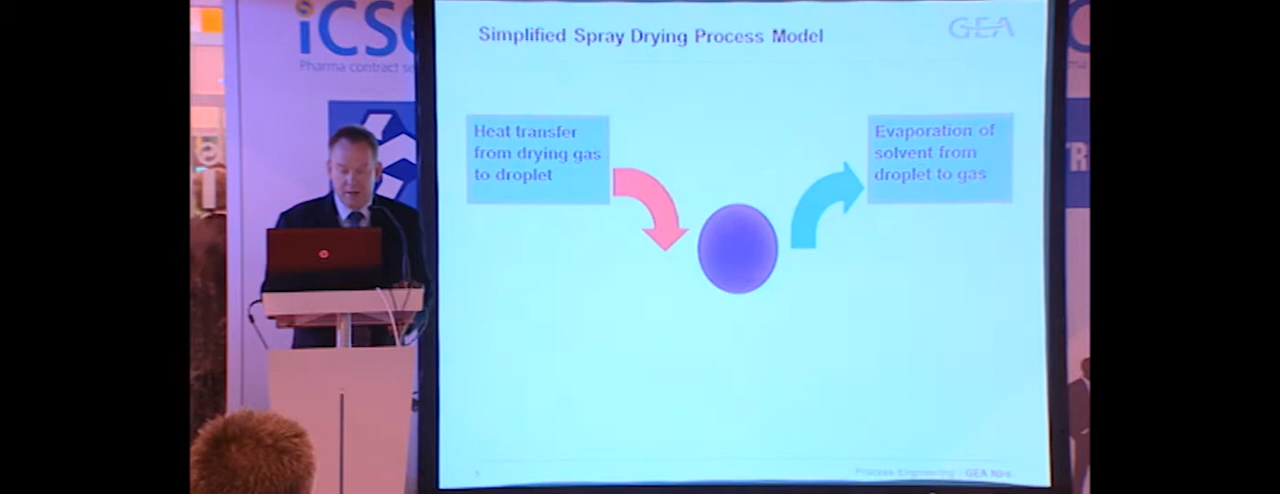 iCSE
Pharma contract se
Simplified Spray Drying Process Model
GEA
Heat transfer
from drying gas
to droplet
Evaporation of
solvent from
droplet to gas
Process Engineering - GEA Niro